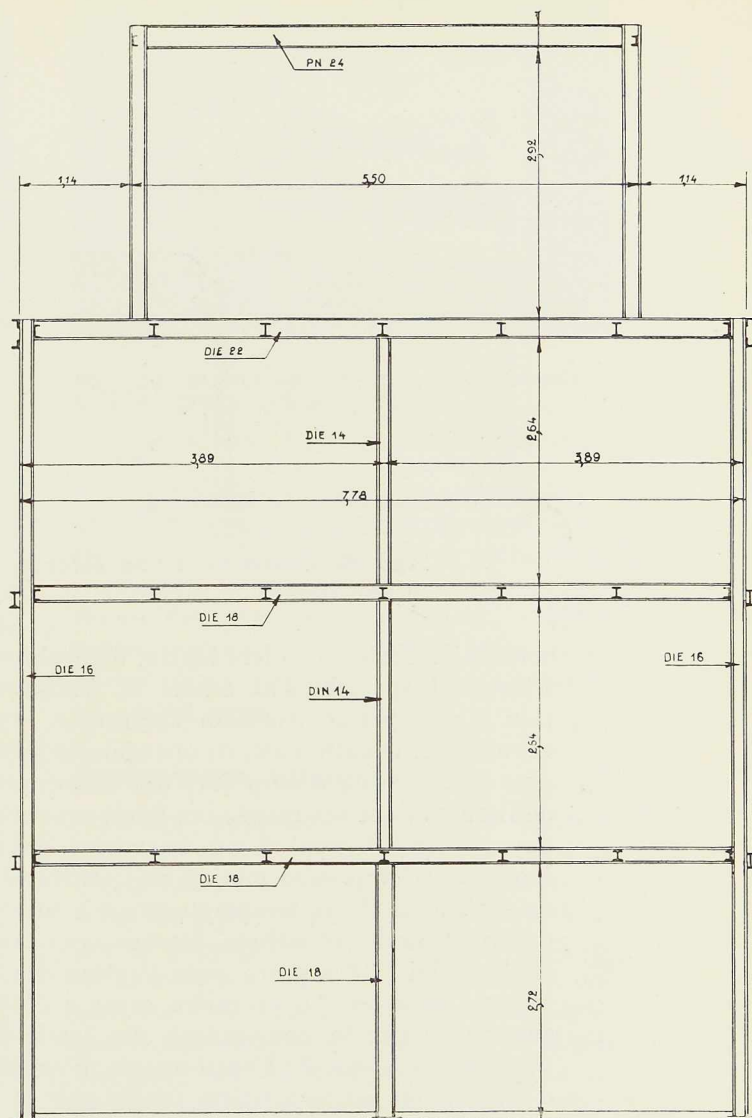 PN 24
2,92
1,14
5,50
1,14
DIE 22
2,64
DIE 14
3,89
3,89
7,78
DIE 18
DIE 16
DIE 16
DIN 14
2,64
DIE 18
DIE 18
2,72